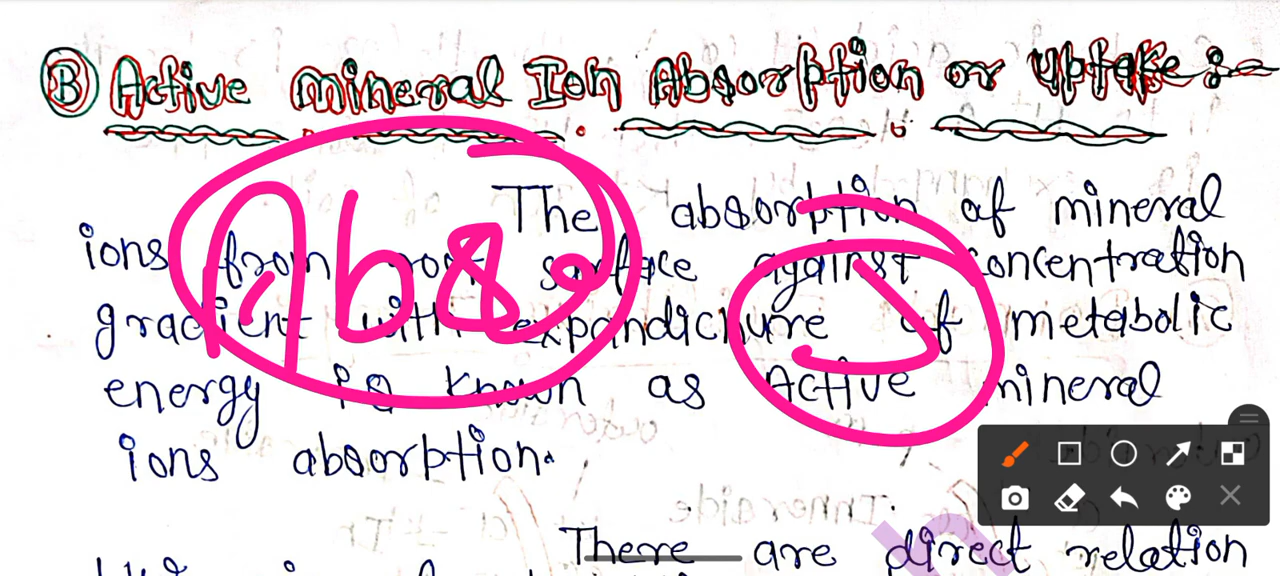 B Active mineral Ion Absorption or Uptake :-
The absorption of mineral
ions from root surface against concentration
gradient with expandichure of metabolic
energy is known as Active mineral
ions absorption.
Abs.
There are direct relation